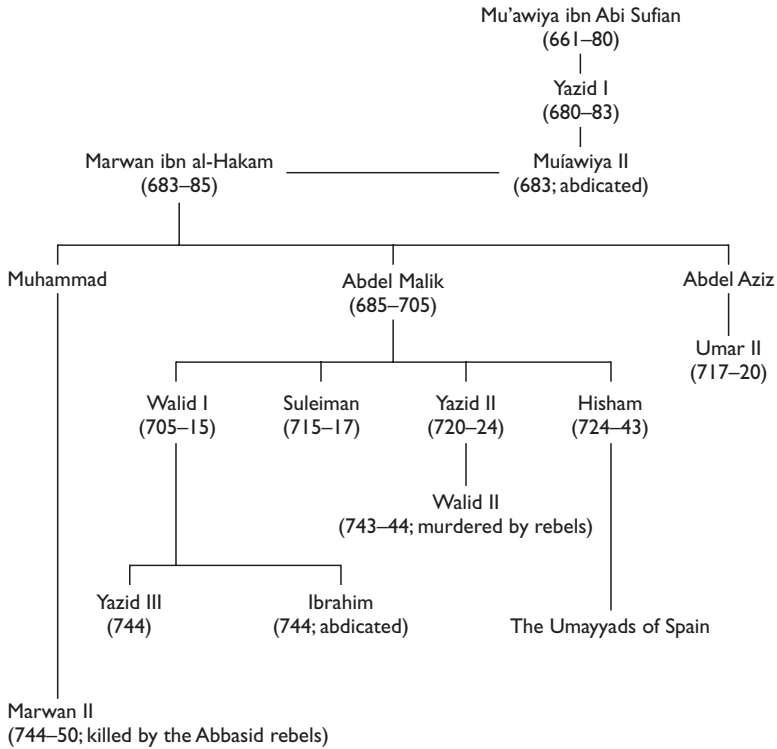 Mu'awiya ibn Abi Sufian
(661–80)
Yazid I
(680–83)
Marwan ibn al-Hakam
(683–85)
Muíawiya II
(683; abdicated)
Muhammad
Abdel Malik
(685–705)
Abdel Aziz
Umar II
(717–20)
Walid I
(705–15)
Suleiman
(715–17)
Yazid II
(720–24)
Hisham
(724–43)
Walid II
(743–44; murdered by rebels)
Yazid III
(744)
Ibrahim
(744; abdicated)
The Umayyads of Spain
Marwan II
(744–50; killed by the Abbasid rebels)